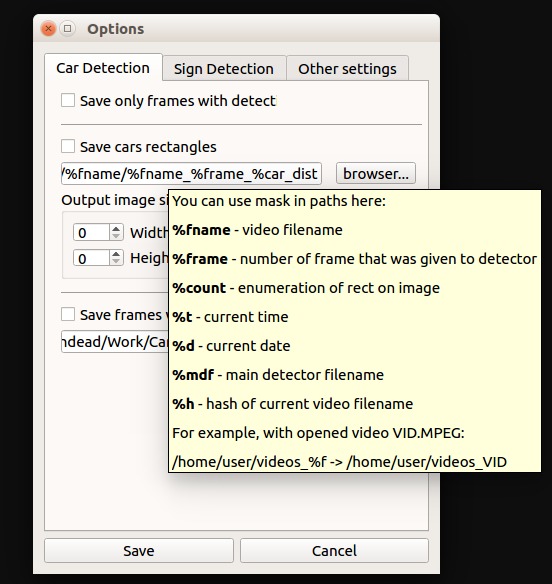 Options
Car Detection Sign Detection Other settings
Save only frames with detect
Save cars rectangles
/%fname/%fname_%frame_%car_dist browser...
Output image si
You can use mask in paths here:
0 Width
%fname - video filename
0 Heigh
%frame - number of frame that was given to detector
%count - enumeration of rect on image
Save frames
%t - current time
ndead/Work/Ca
%d - current date
%mdf - main detector filename
%h - hash of current video filename
For example, with opened video VID.MPEG:
/home/user/videos_%f -> /home/user/videos_VID
Save Cancel